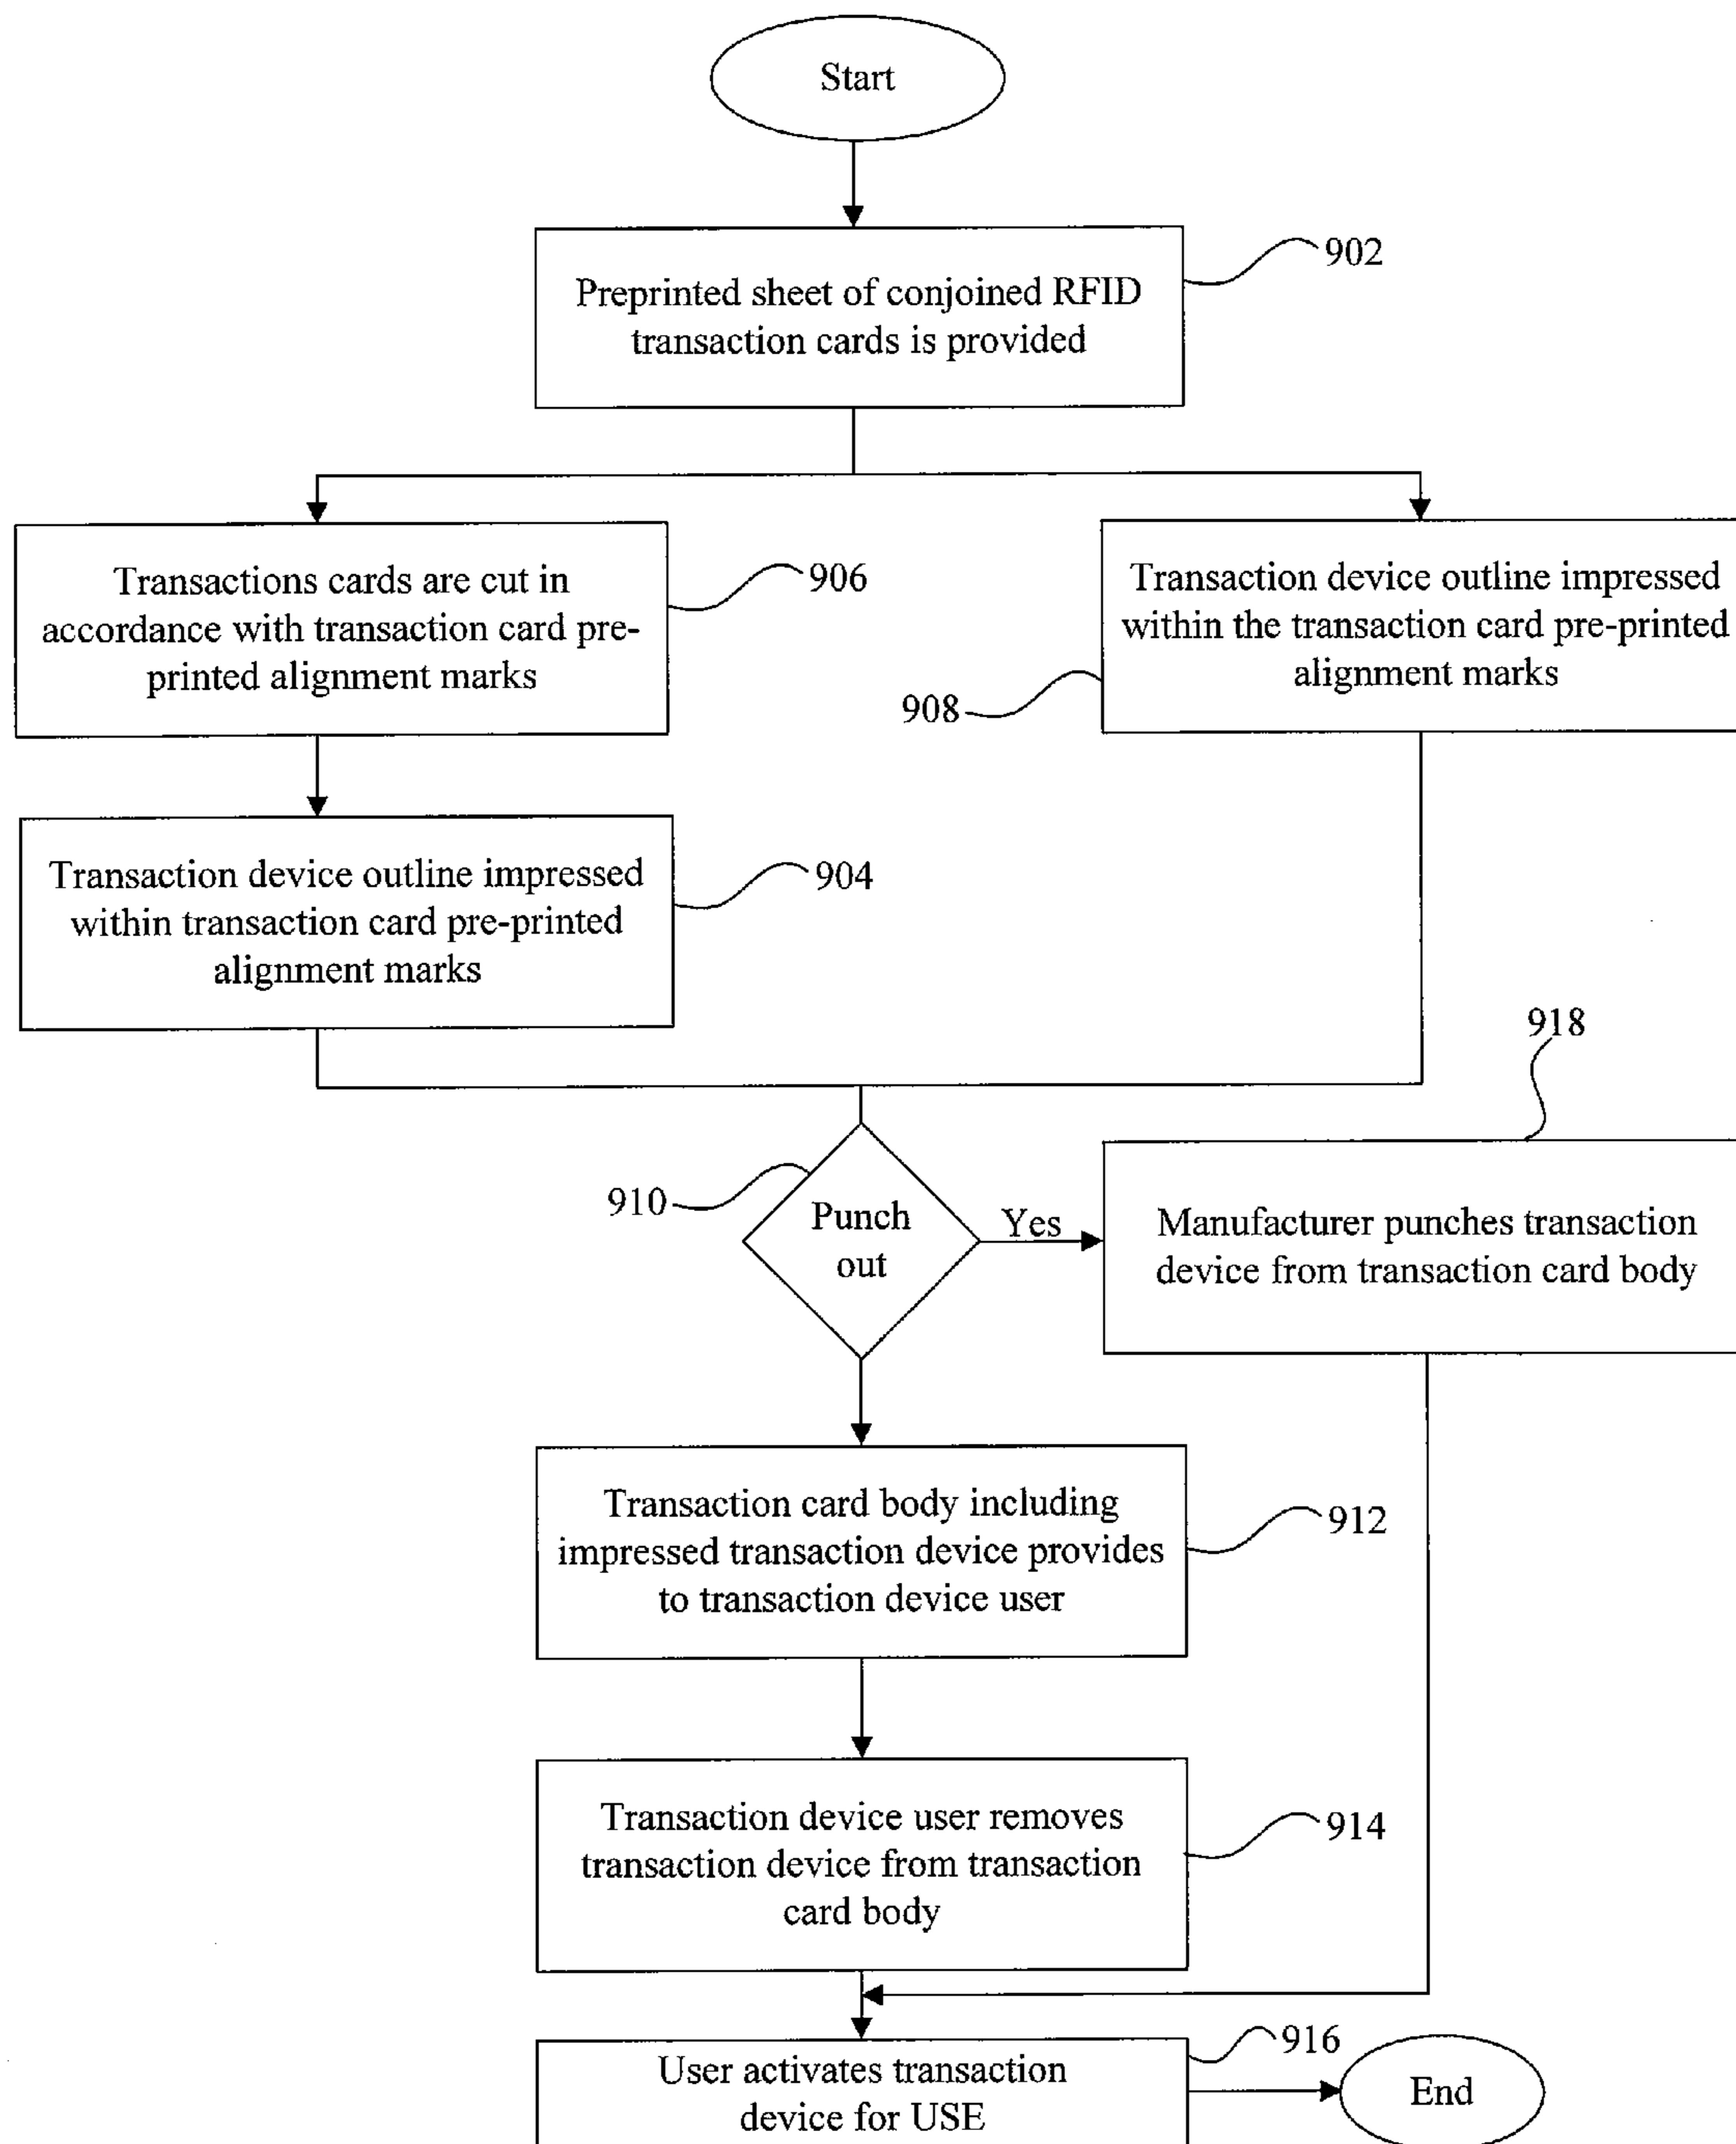 Start
Preprinted sheet of conjoined RFID
transaction cards is provided
902
Transactions cards are cut in
accordance with transaction card pre-
printed alignment marks
906
Transaction device outline impressed
within the transaction card pre-printed
alignment marks
908
Transaction device outline impressed
within transaction card pre-printed
alignment marks
904
918
910
Punch
out
Yes
Manufacturer punches transaction
device from transaction card body
Transaction card body including
impressed transaction device provides
to transaction device user
912
Transaction device user removes
transaction device from transaction
card body
914
User activates transaction
device for USE
916
End